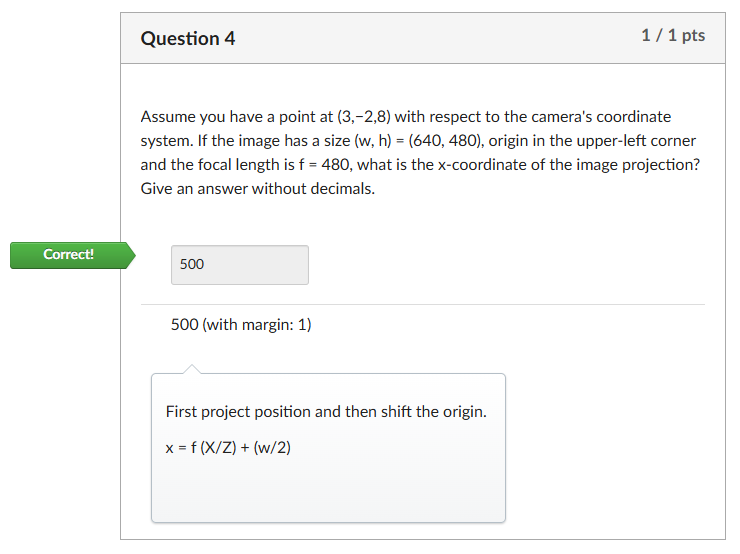 Question 4
1 / 1 pts
Assume you have a point at (3,−2,8) with respect to the camera's coordinate
system. If the image has a size (w, h) = (640, 480), origin in the upper-left corner
and the focal length is f = 480, what is the x-coordinate of the image projection?
Give an answer without decimals.
Correct!
500
500 (with margin: 1)
First project position and then shift the origin.
x = f (X/Z) + (w/2)